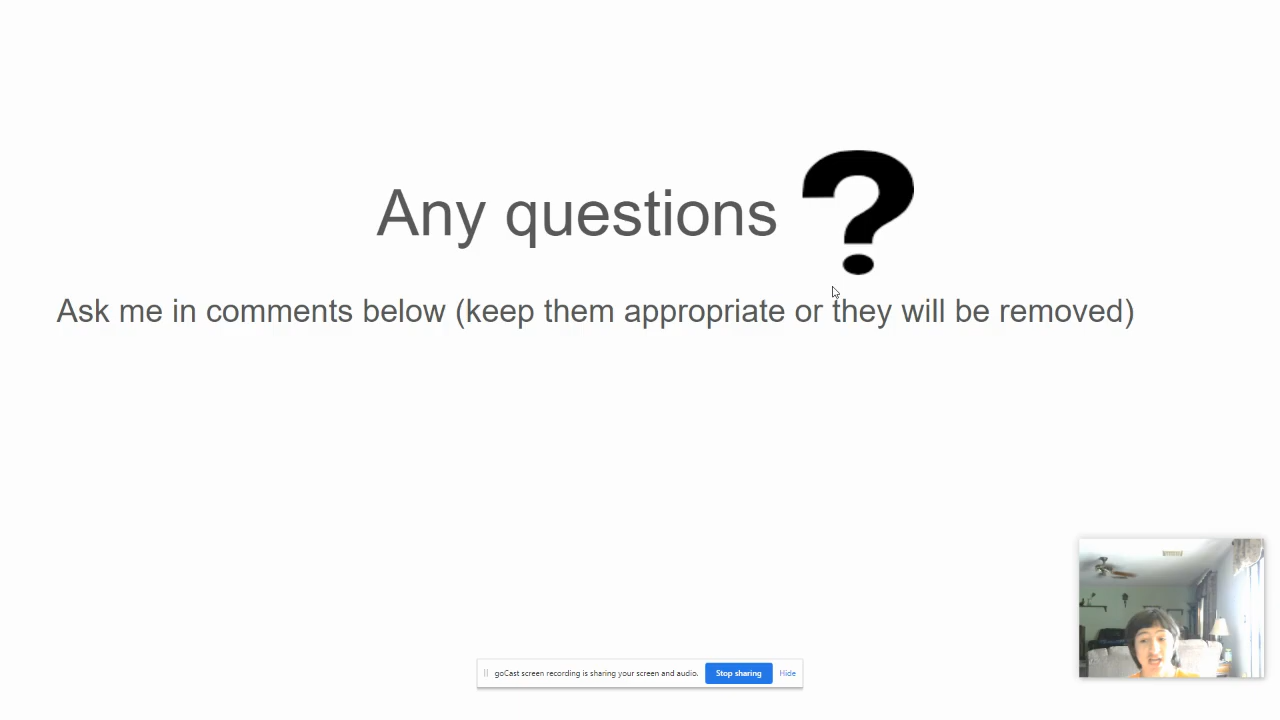 Any questions ?
Ask me in comments below (keep them appropriate or they will be removed)
goCast screen recording is sharing your screen and audio. Stop sharing Hide